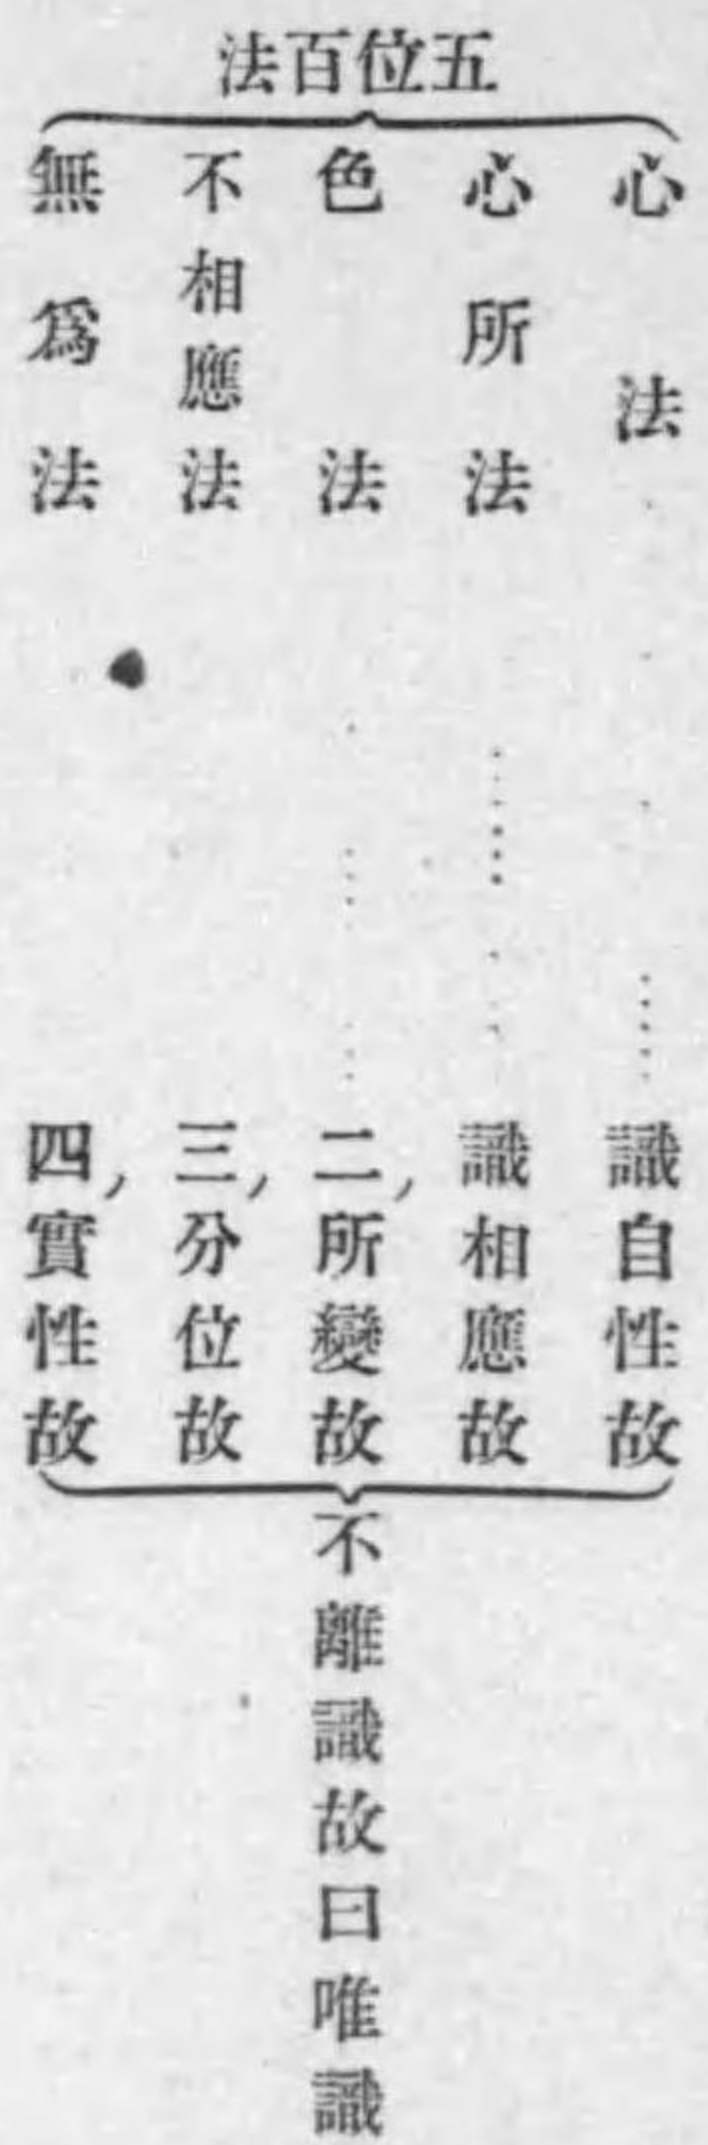 五位百法
心法……識自性故
心所法……識相應故
色法……二,所變故
不相應法 三,分位故
無爲法 四,實性故
不離識故曰唯識